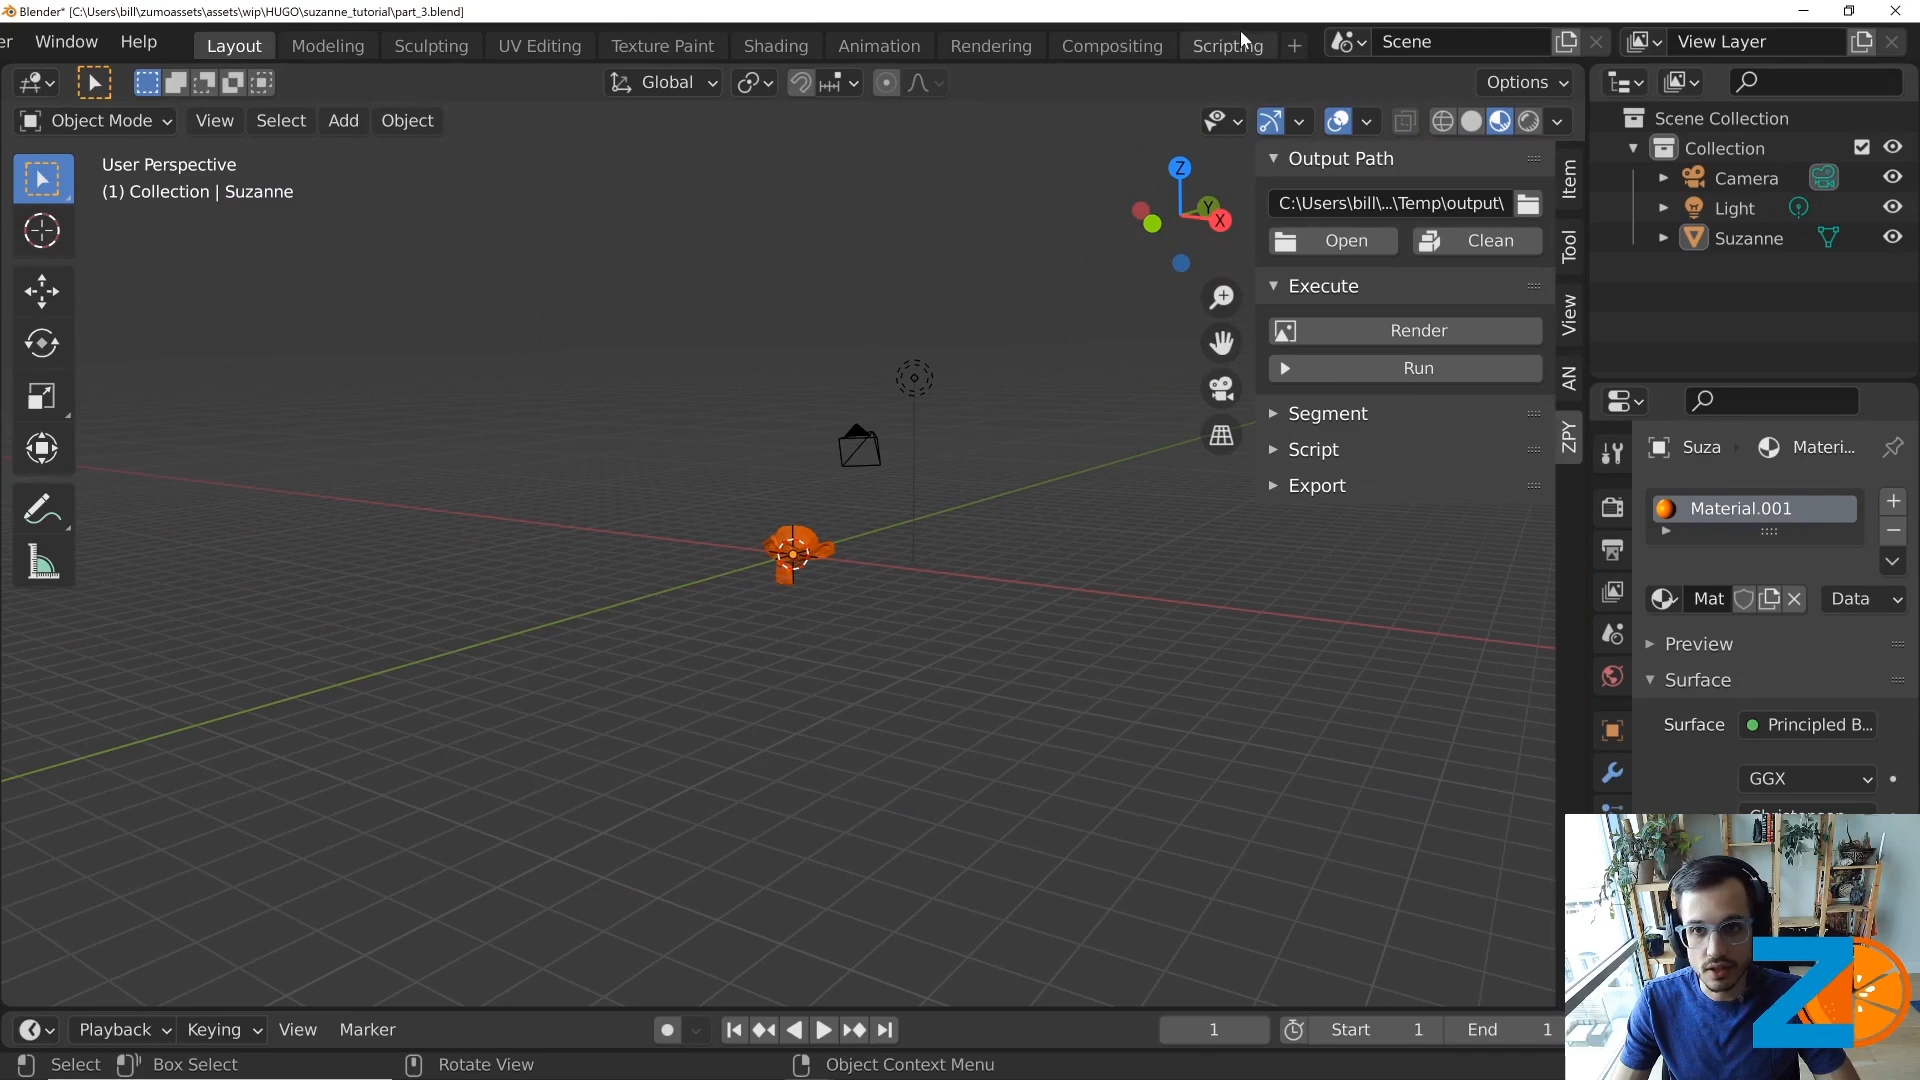 Blender* [C:\Users\bill\zumoassets\assets\wip\HUGO\suzanne_tutorial\part_3.blend]
er Window Help Layout Modeling Sculpting UV Editing Texture Paint Shading Animation Rendering Compositing Scripting + Scene View Layer
Global Options
Object Mode View Select Add Object
User Perspective
(1) Collection | Suzanne
Z
Y
X
Output Path
C:\Users\bill\...\Temp\output\
Open Clean
Execute
Render
Run
Segment
Script
Export
Item
Tool
View
AN
ZPY
Scene Collection
Collection
Camera
Light
Suzanne
Suza Materi...
Material.001
Mat Data
Preview
Surface
Surface Principled B...
GGX
Playback Keying View Marker 1 Start 1 End 1
Select Box Select Rotate View Object Context Menu
Z